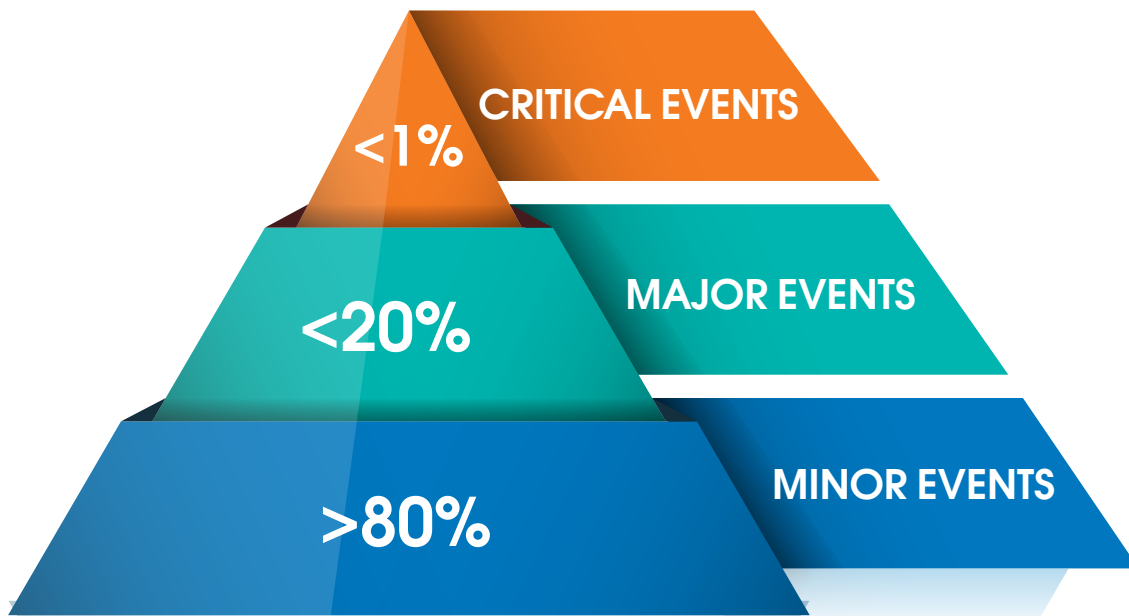 CRITICAL EVENTS
<1%
MAJOR EVENTS
<20%
MINOR EVENTS
>80%